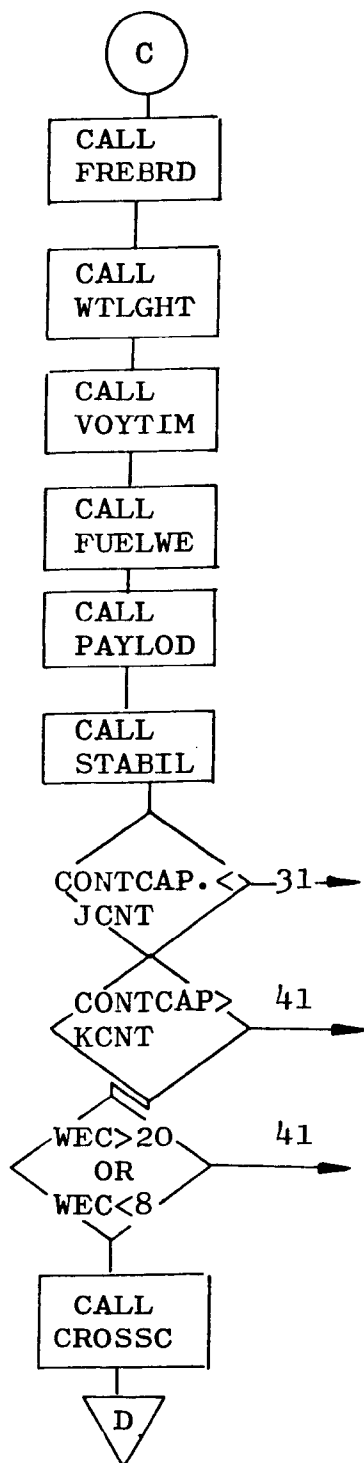 C
CALL
FREBRD
CALL
WTLGHT
CALL
VOYTIM
CALL
FUELWE
CALL
PAYLOD
CALL
STABIL
CONTCAP.< 31
JCNT
CONTCAP> 41
KCNT
WEC>20 41
OR
WEC<8
CALL
CROSSC
D